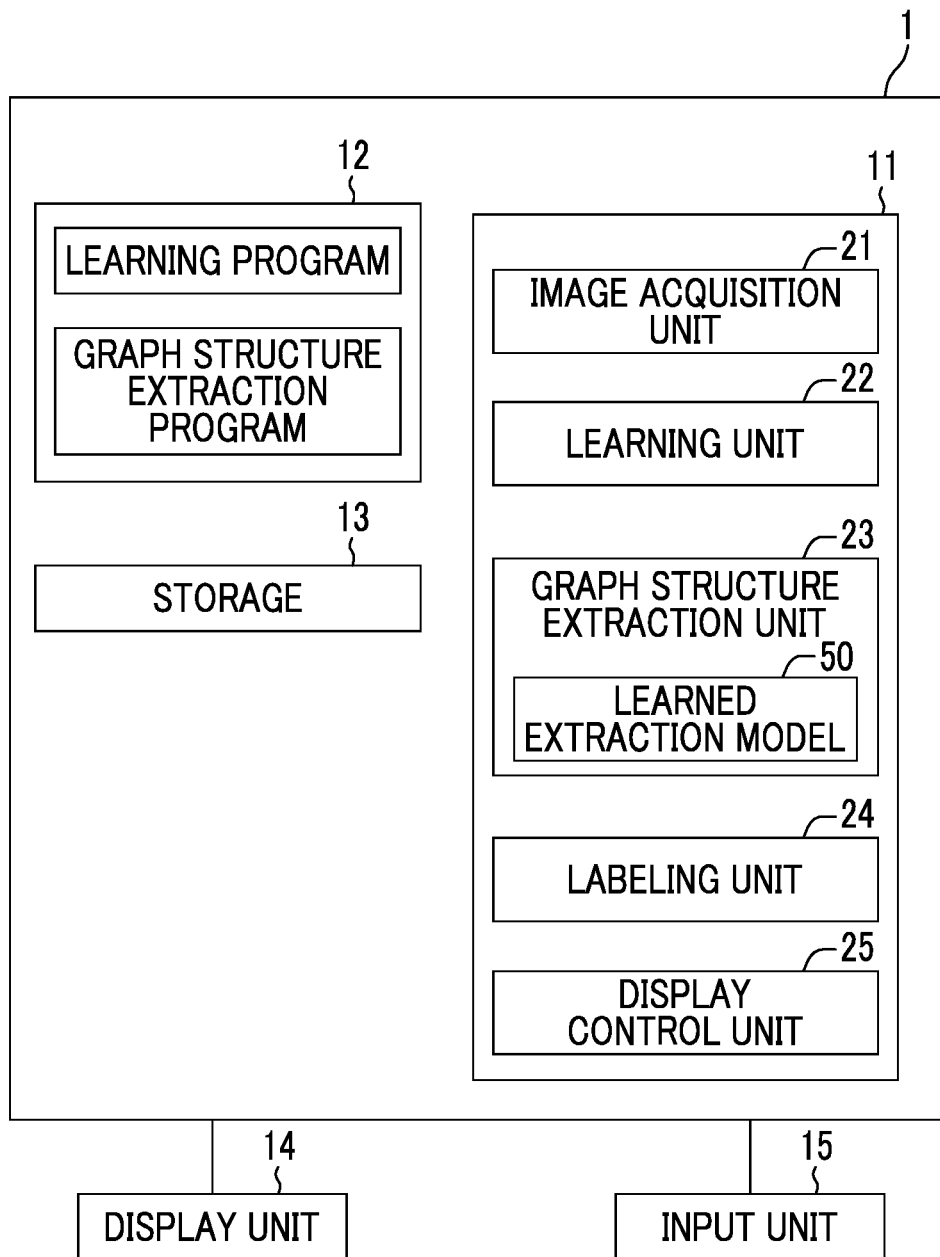 1
12
LEARNING PROGRAM
GRAPH STRUCTURE
EXTRACTION
PROGRAM
13
STORAGE
11
21
IMAGE ACQUISITION
UNIT
22
LEARNING UNIT
23
GRAPH STRUCTURE
EXTRACTION UNIT
50
LEARNED
EXTRACTION MODEL
24
LABELING UNIT
25
DISPLAY
CONTROL UNIT
14
DISPLAY UNIT
15
INPUT UNIT